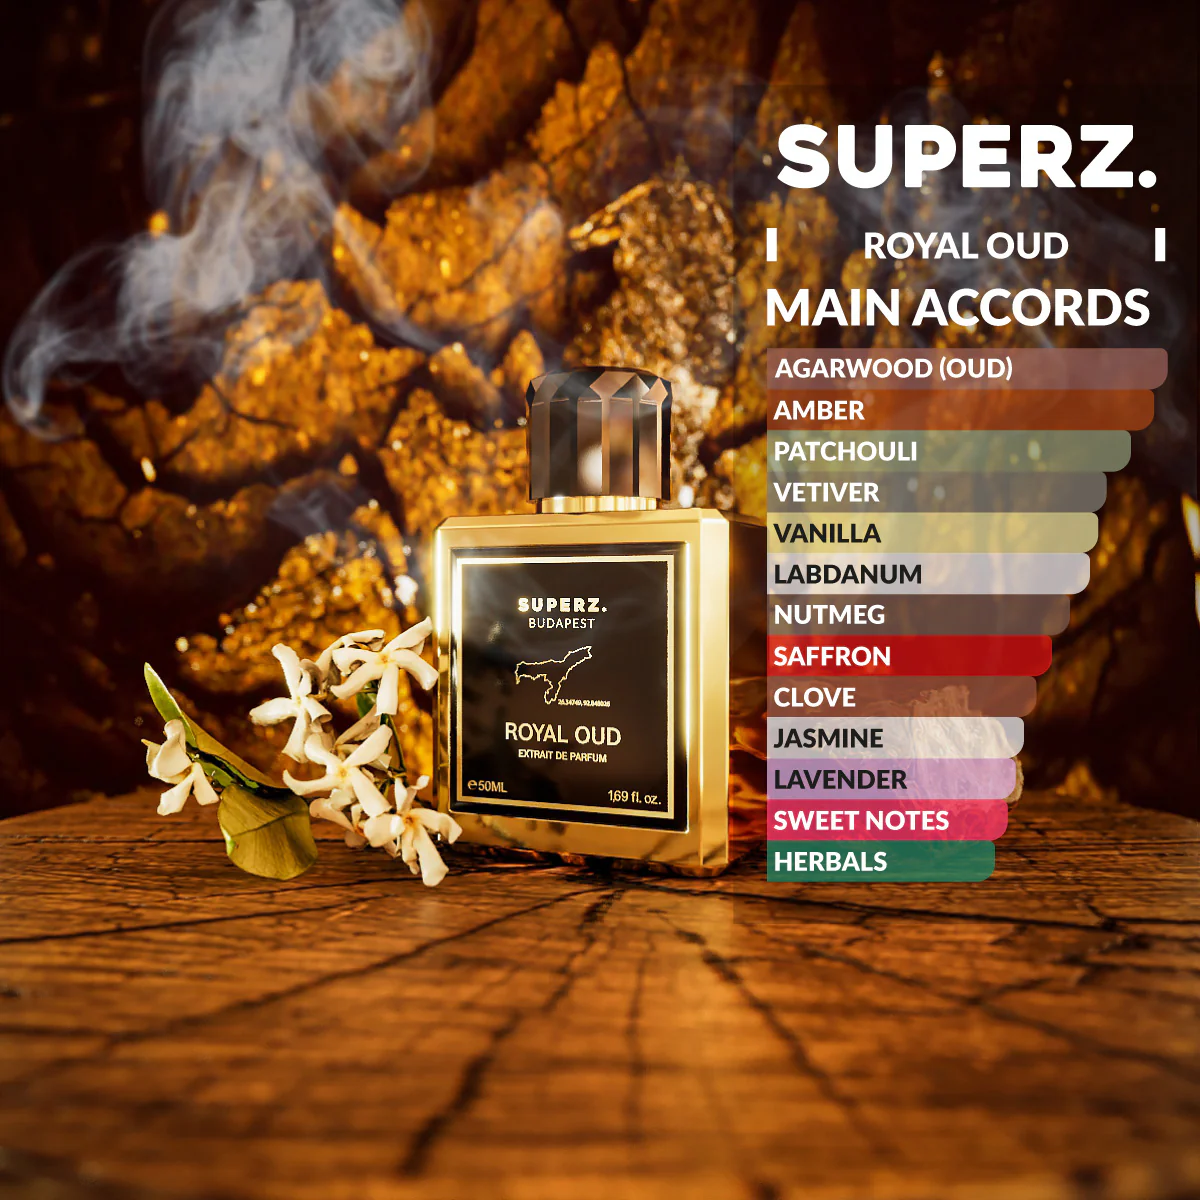 SUPERZ.
ROYAL OUD
MAIN ACCORDS
AGARWOOD (OUD)
AMBER
PATCHOULI
VETIVER
VANILLA
LABDANUM
NUTMEG
SAFFRON
CLOVE
JASMINE
LAVENDER
SWEET NOTES
HERBALS
SUPERZ.
BUDAPEST
ROYAL OUD
EXTRAIT DE PARFUM
℮50ML
1,69 fl. oz.